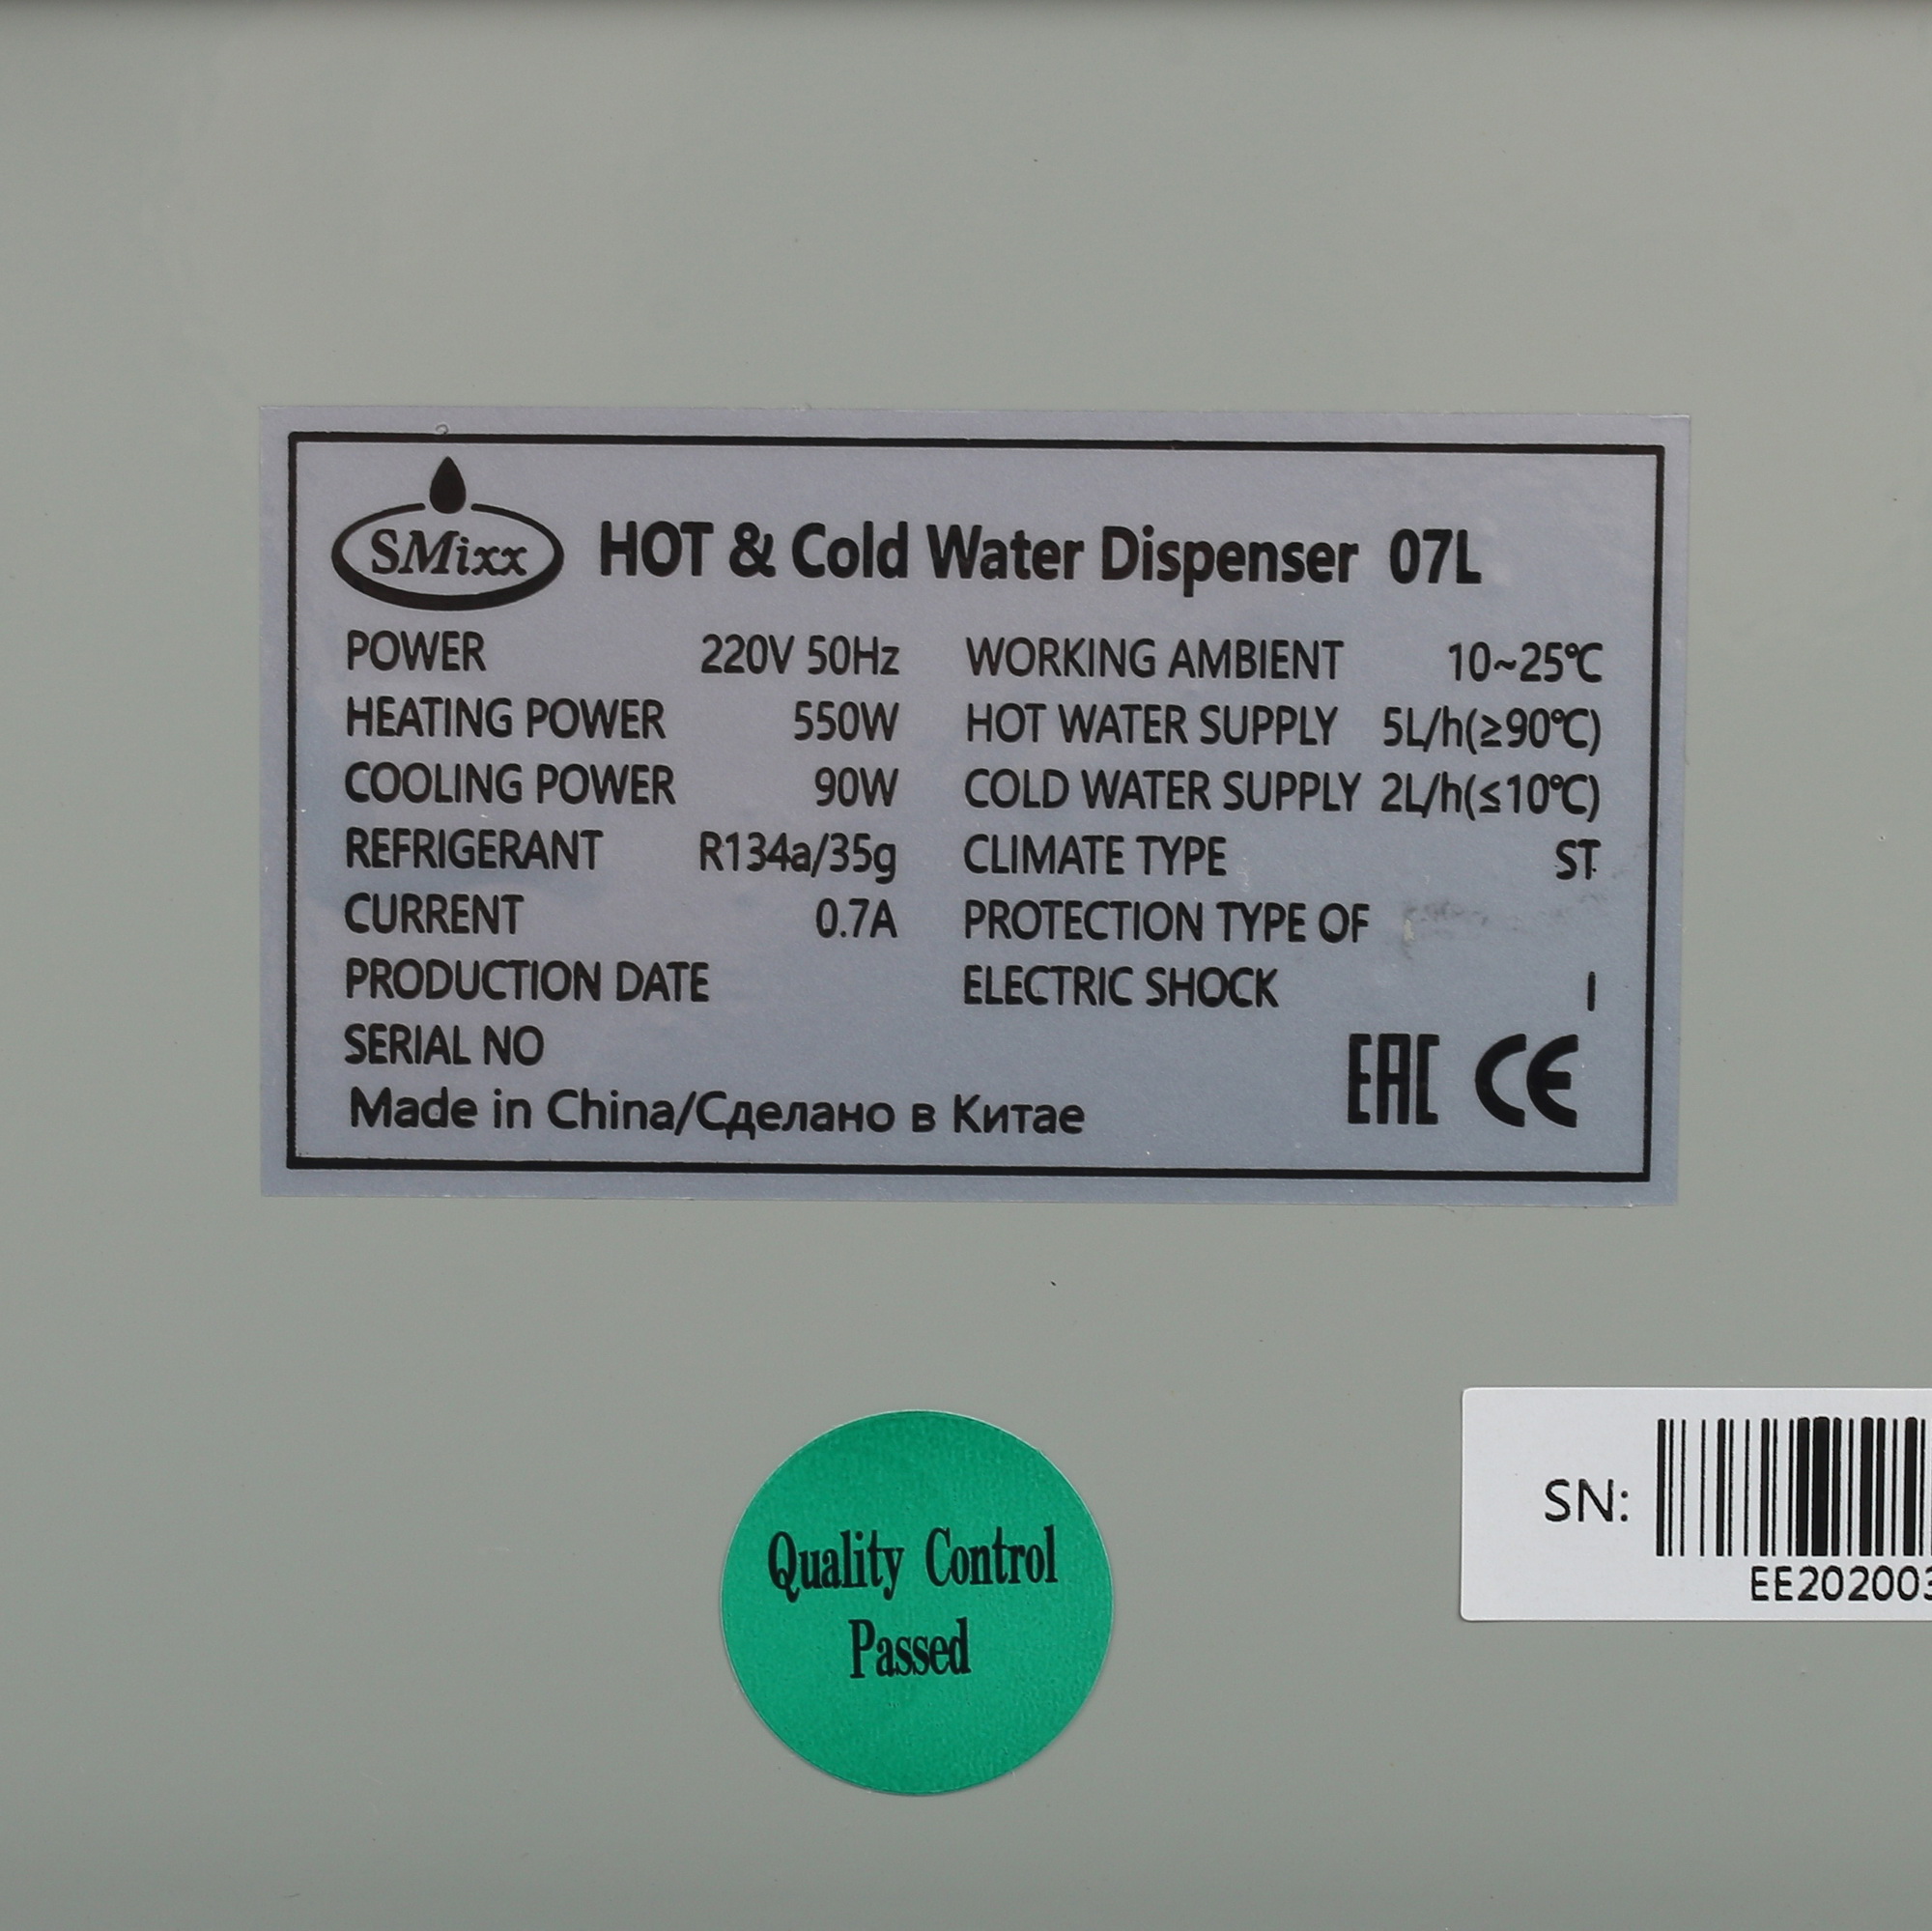 SMixx HOT & Cold Water Dispenser 07L
POWER 220V 50Hz WORKING AMBIENT 10~25℃
HEATING POWER 550W HOT WATER SUPPLY 5L/h(≥90℃)
COOLING POWER 90W COLD WATER SUPPLY 2L/h(≤10℃)
REFRIGERANT R134a/35g CLIMATE TYPE ST
CURRENT 0.7A PROTECTION TYPE OF
PRODUCTION DATE ELECTRIC SHOCK I
SERIAL NO
EAC CE
Made in China/Сделано в Китае
Quality Control
Passed
SN:
EE202003